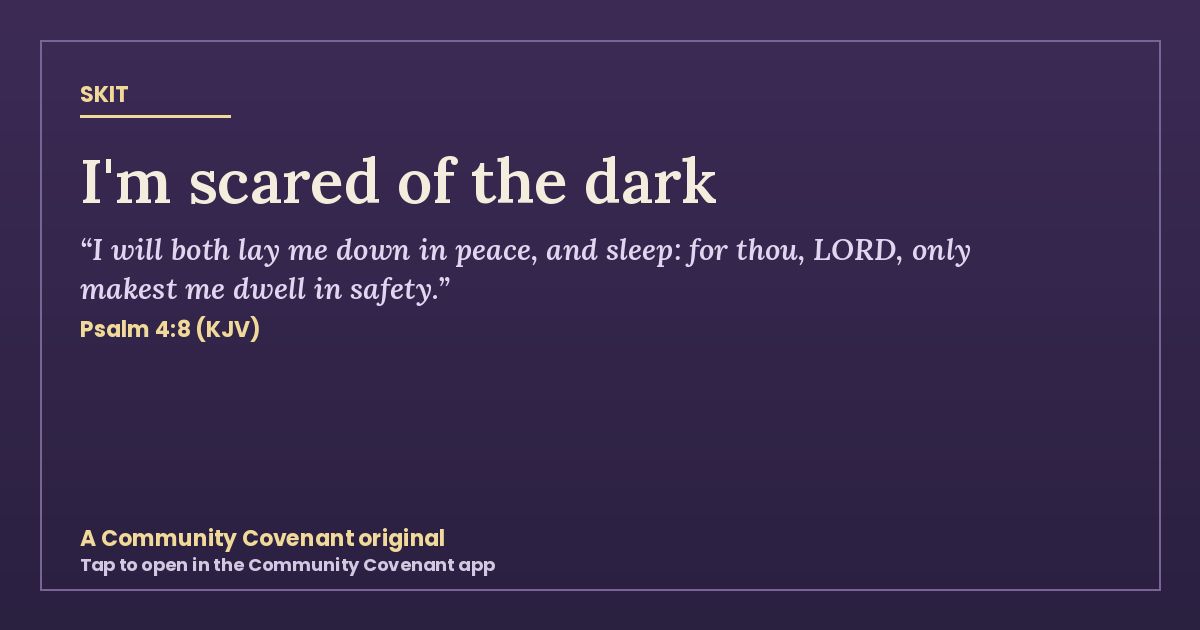 SKIT
I'm scared of the dark
“I will both lay me down in peace, and sleep: for thou, LORD, only
makest me dwell in safety.”
Psalm 4:8 (KJV)
A Community Covenant original
Tap to open in the Community Covenant app